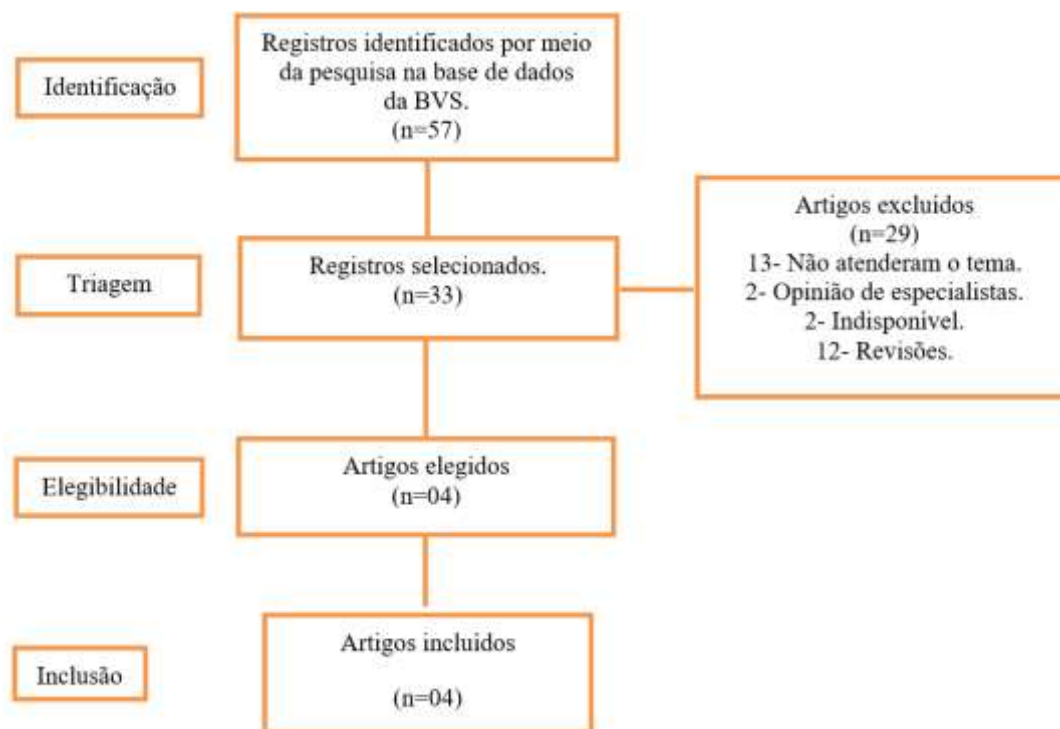 Identificação
Registros identificados por meio
da pesquisa na base de dados
da BVS.
(n=57)
Triagem
Registros selecionados.
(n=33)
Artigos excluídos
(n=29)
13- Não atenderam o tema.
2- Opinião de especialistas.
2- Indisponível.
12- Revisões.
Elegibilidade
Artigos elegidos
(n=04)
Inclusão
Artigos incluídos
(n=04)